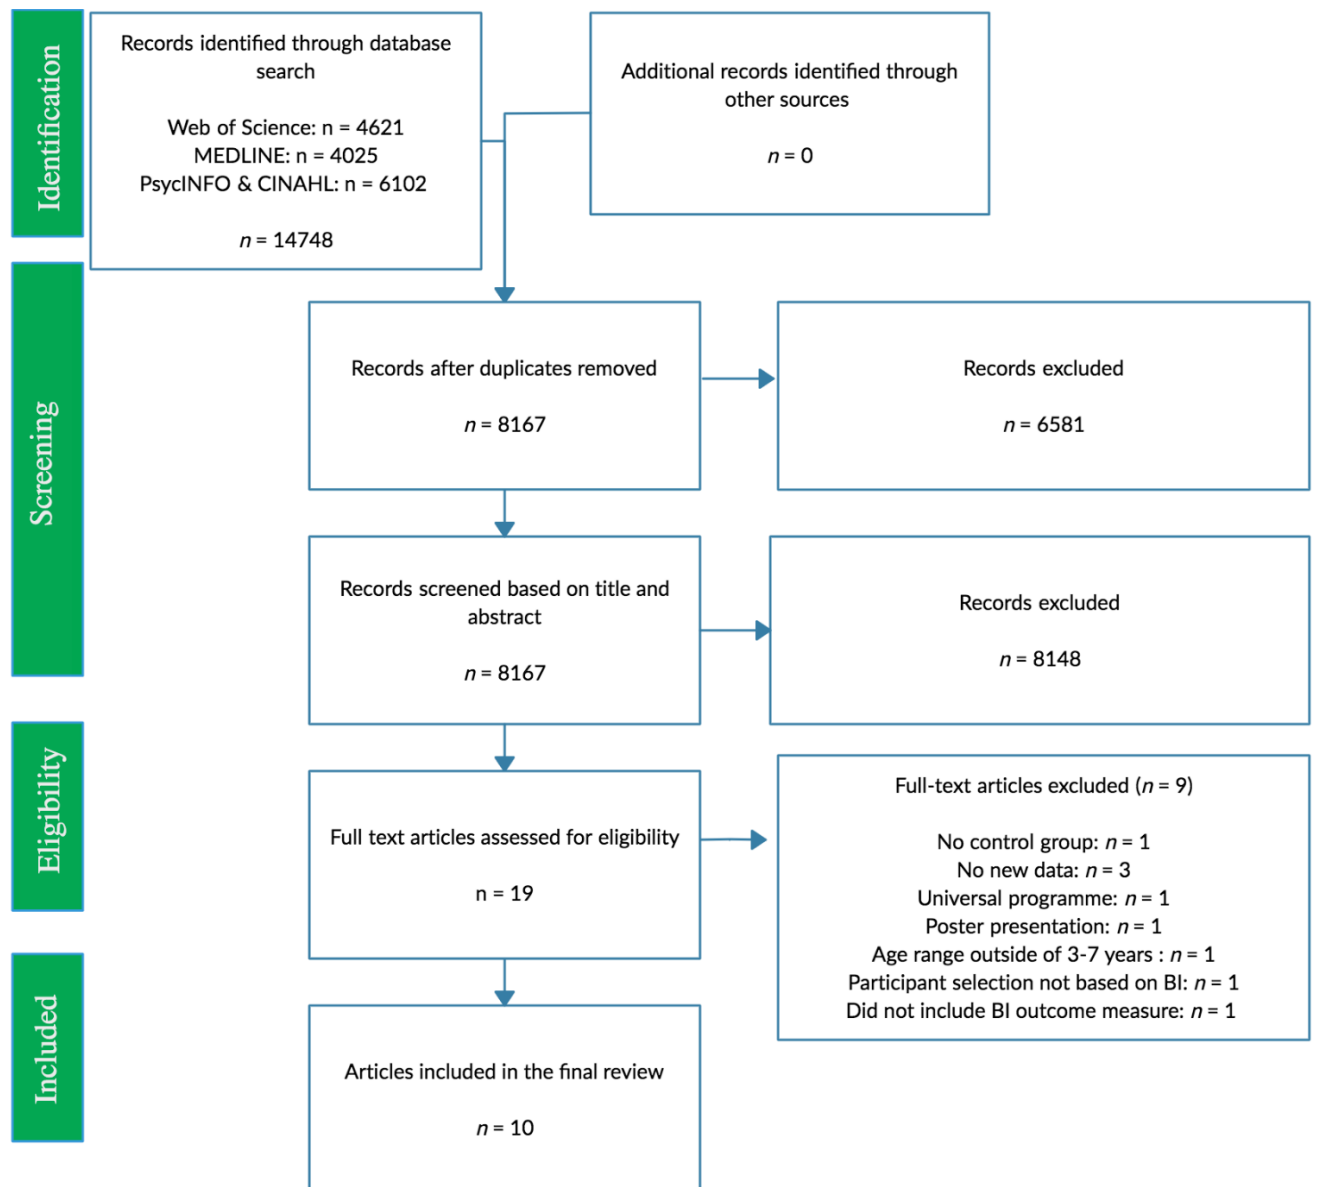 Identification
Records identified through database
search
Web of Science: n = 4621
MEDLINE: n = 4025
PsycINFO & CINAHL: n = 6102
n = 14748
Additional records identified through
other sources
n = 0
Screening
Records after duplicates removed
n = 8167
Records excluded
n = 6581
Records screened based on title and
abstract
n = 8167
Records excluded
n = 8148
Eligibility
Full text articles assessed for eligibility
n = 19
Full-text articles excluded (n = 9)
No control group: n = 1
No new data: n = 3
Universal programme: n = 1
Poster presentation: n = 1
Age range outside of 3-7 years : n = 1
Participant selection not based on BI: n = 1
Did not include BI outcome measure: n = 1
Included
Articles included in the final review
n = 10